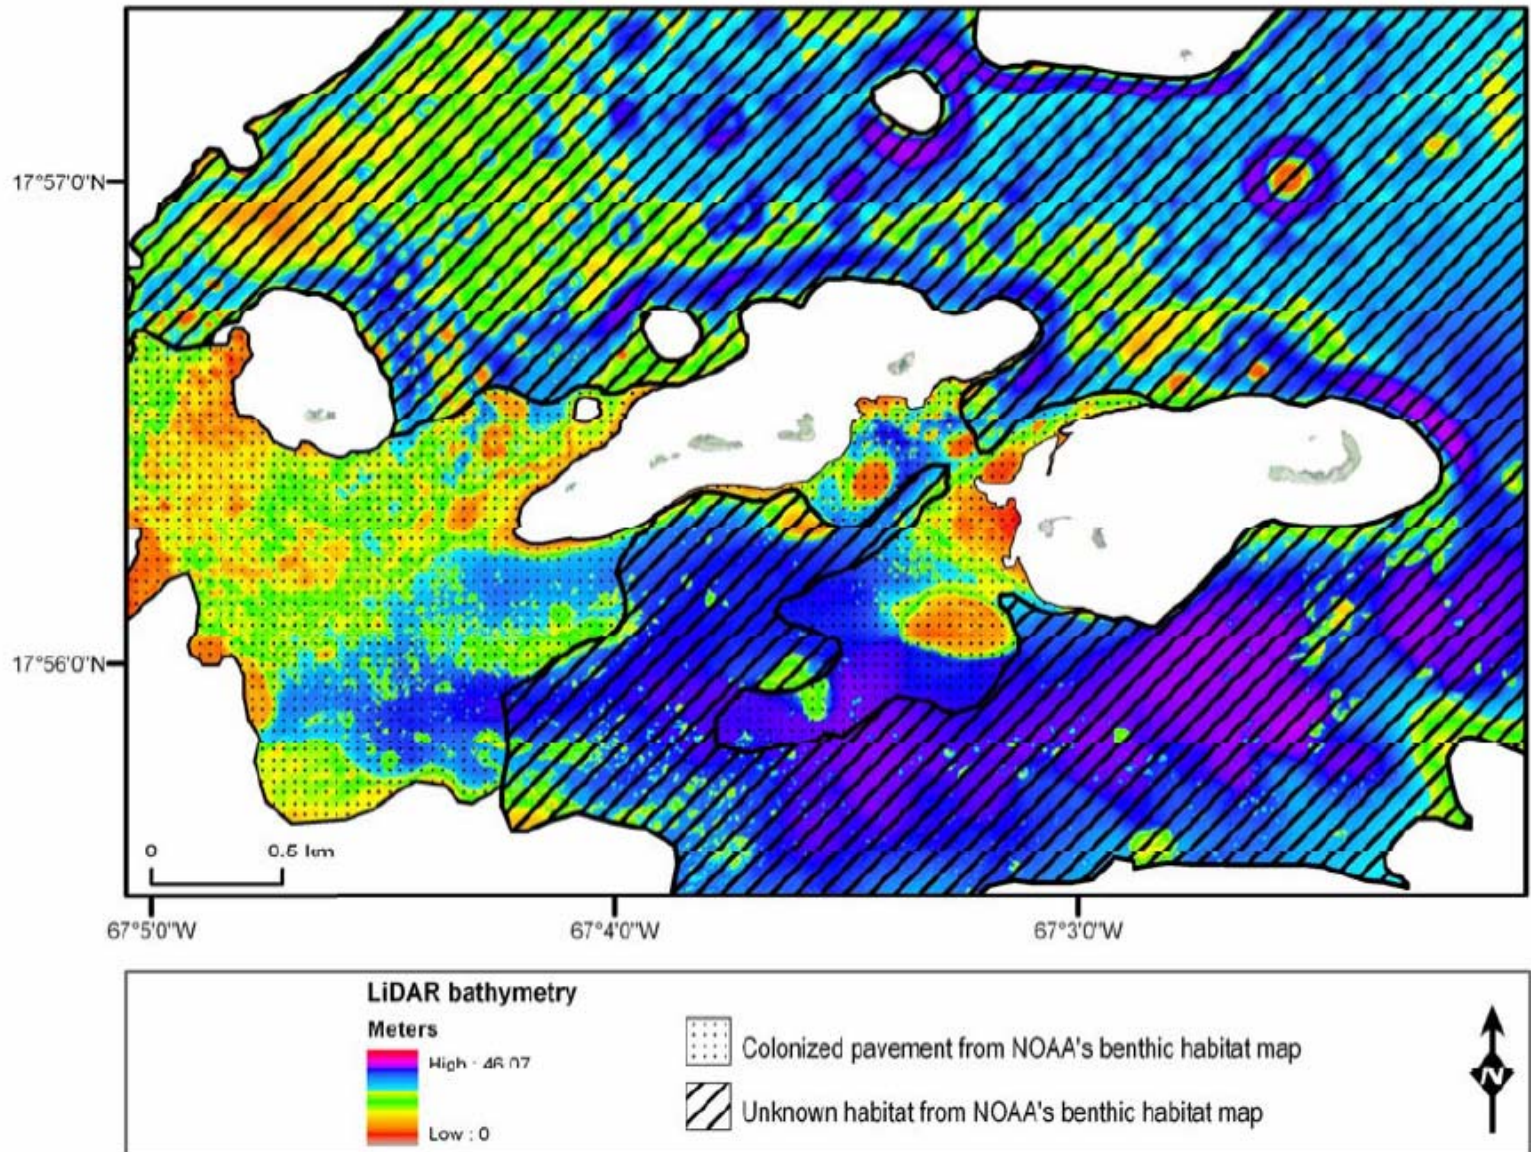 17°57'0"N
17°56'0"N
0 0.5 km
67°5'0"W 67°4'0"W 67°3'0"W
LiDAR bathymetry
Meters
High : 46.07
Low : 0
Colonized pavement from NOAA's benthic habitat map
Unknown habitat from NOAA's benthic habitat map
N